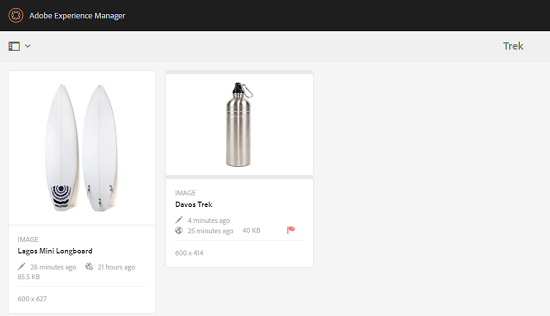 Adobe Experience Manager
Trek
IMAGE
Lagos Mini Longboard
28 minutes ago 21 hours ago
85.5 KB
600 x 627
IMAGE
Davos Trek
4 minutes ago
25 minutes ago 40 KB
600 x 414